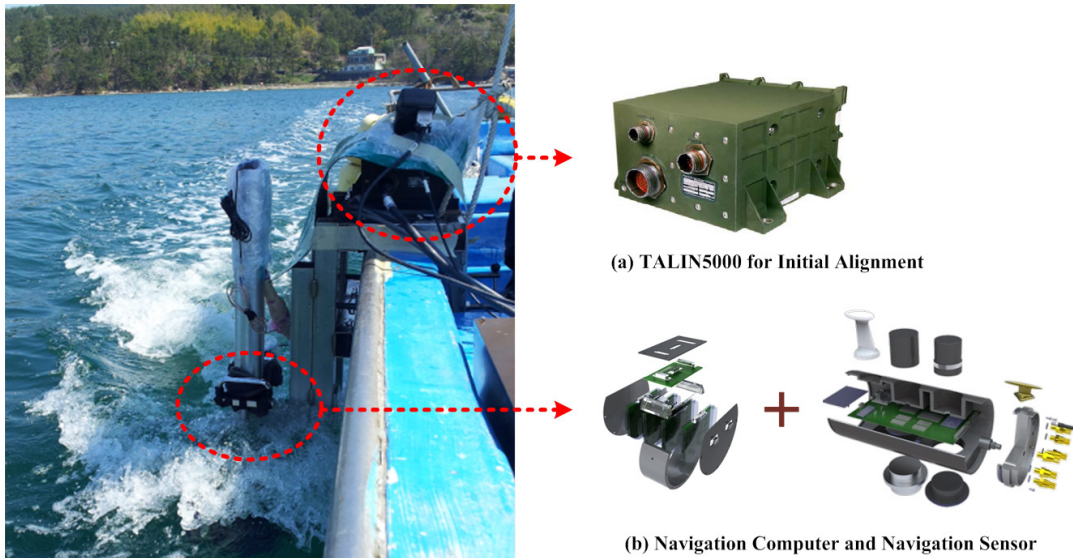 (a) TALIN5000 for Initial Alignment
(b) Navigation Computer and Navigation Sensor